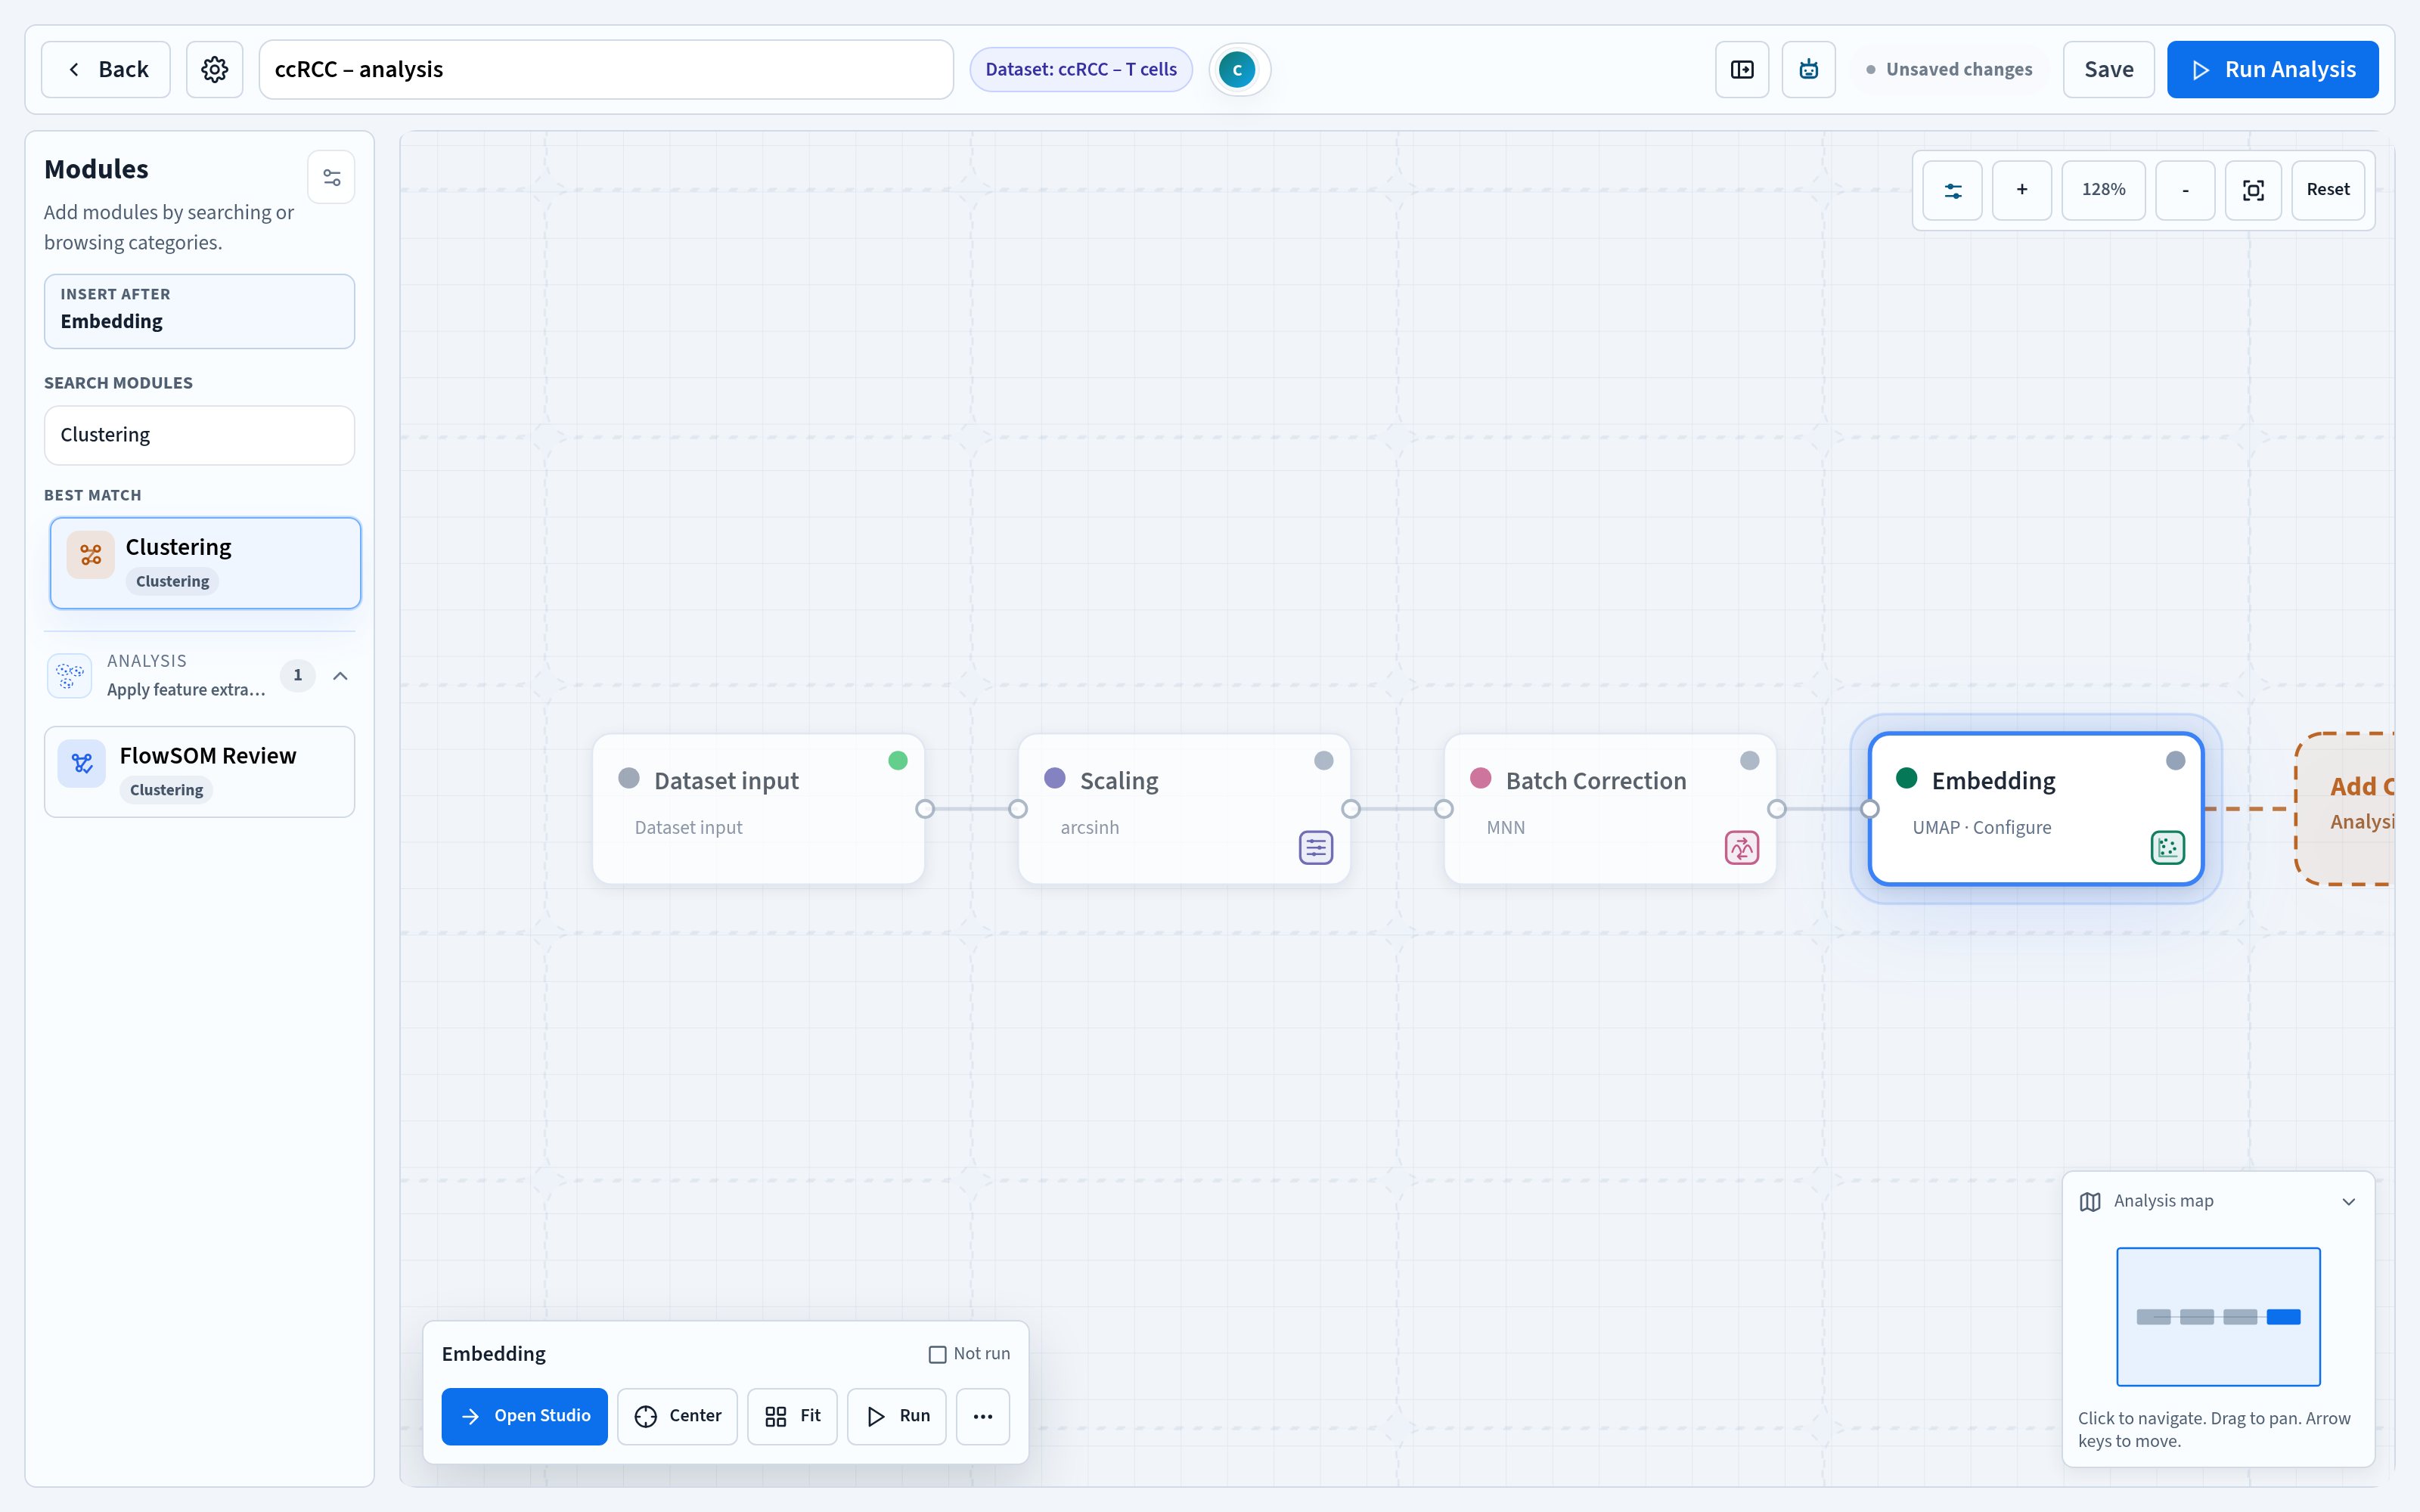 Back
ccRCC – analysis
Dataset: ccRCC – T cells
C
Unsaved changes
Save
Run Analysis
Modules
Add modules by searching or
browsing categories.
INSERT AFTER
Embedding
SEARCH MODULES
Clustering
BEST MATCH
Clustering
Clustering
ANALYSIS
Apply feature extra...
1
FlowSOM Review
Clustering
+
128%
-
Reset
Dataset input
Dataset input
Scaling
arcsinh
Batch Correction
MNN
Embedding
UMAP · Configure
Add C
Analysi
Embedding
Not run
Open Studio
Center
Fit
Run
Analysis map
Click to navigate. Drag to pan. Arrow
keys to move.